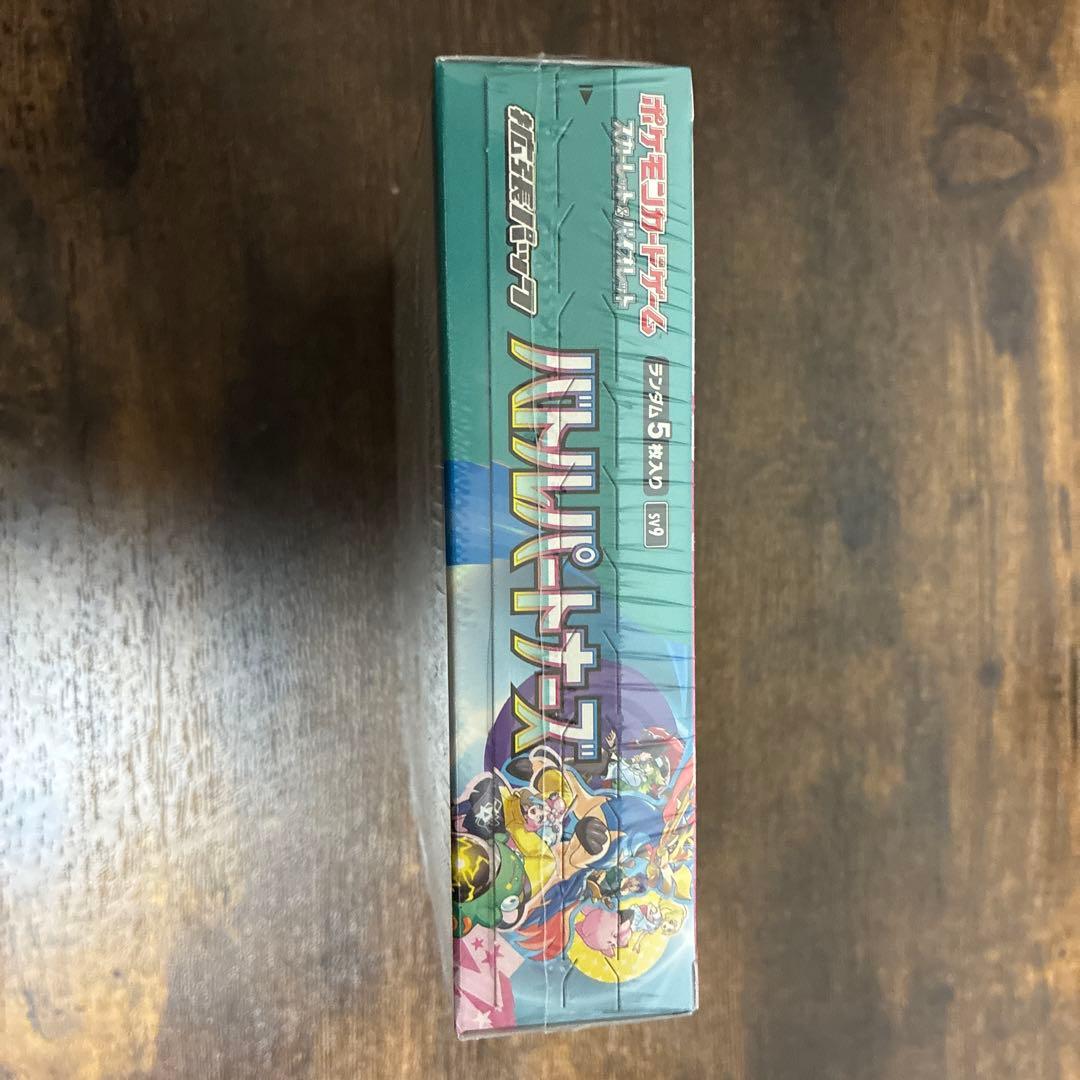 ポケモンカードゲーム
スカーレット&バイオレット
ランダム5枚入り
sv9
拡張パック
バトルパートナーズ